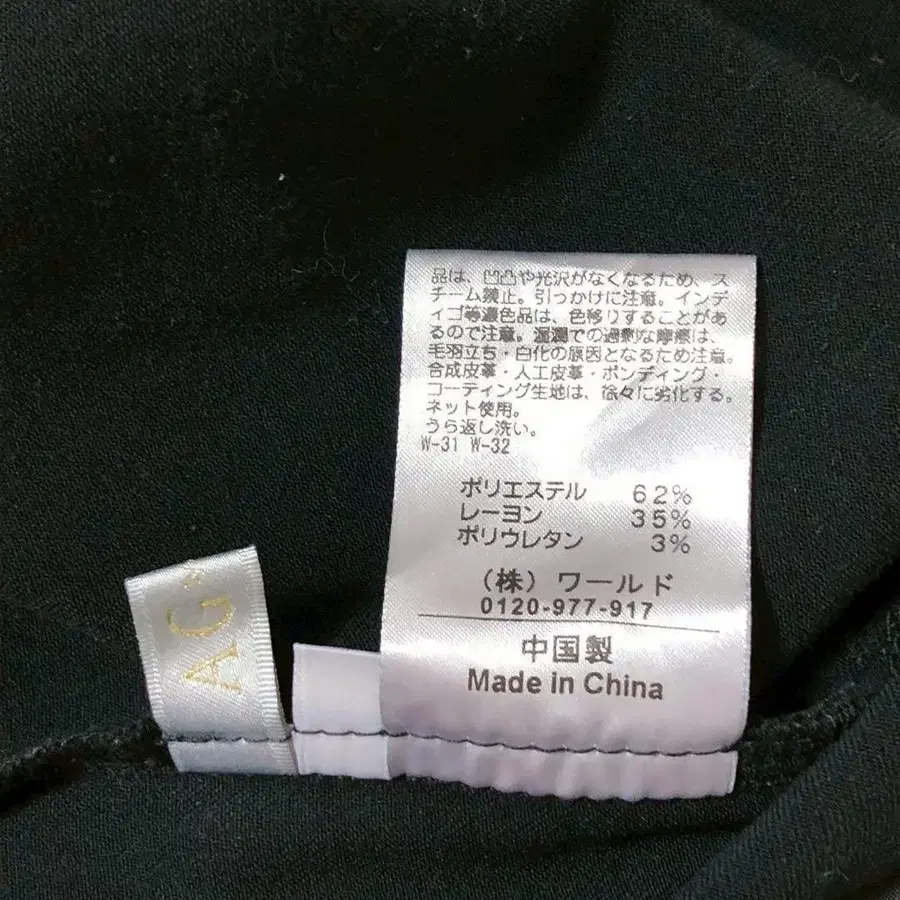 品は、凹凸や光沢がなくなるため、ス
チーム禁止。引っかけに注意。インデ
ィゴ等濃色品は、色移りすることがあ
るので注意。湿潤での過剰な摩擦は、
毛羽立ち・白化の原因となるため注意。
合成皮革・人工皮革・ボンディング・
コーティング生地は、徐々に劣化する。
ネット使用。
うら返し洗い。
W-31 W-32
ポリエステル 62%
レーヨン 35%
ポリウレタン 3%
(株) ワールド
0120-977-917
中国製
Made in China
AG